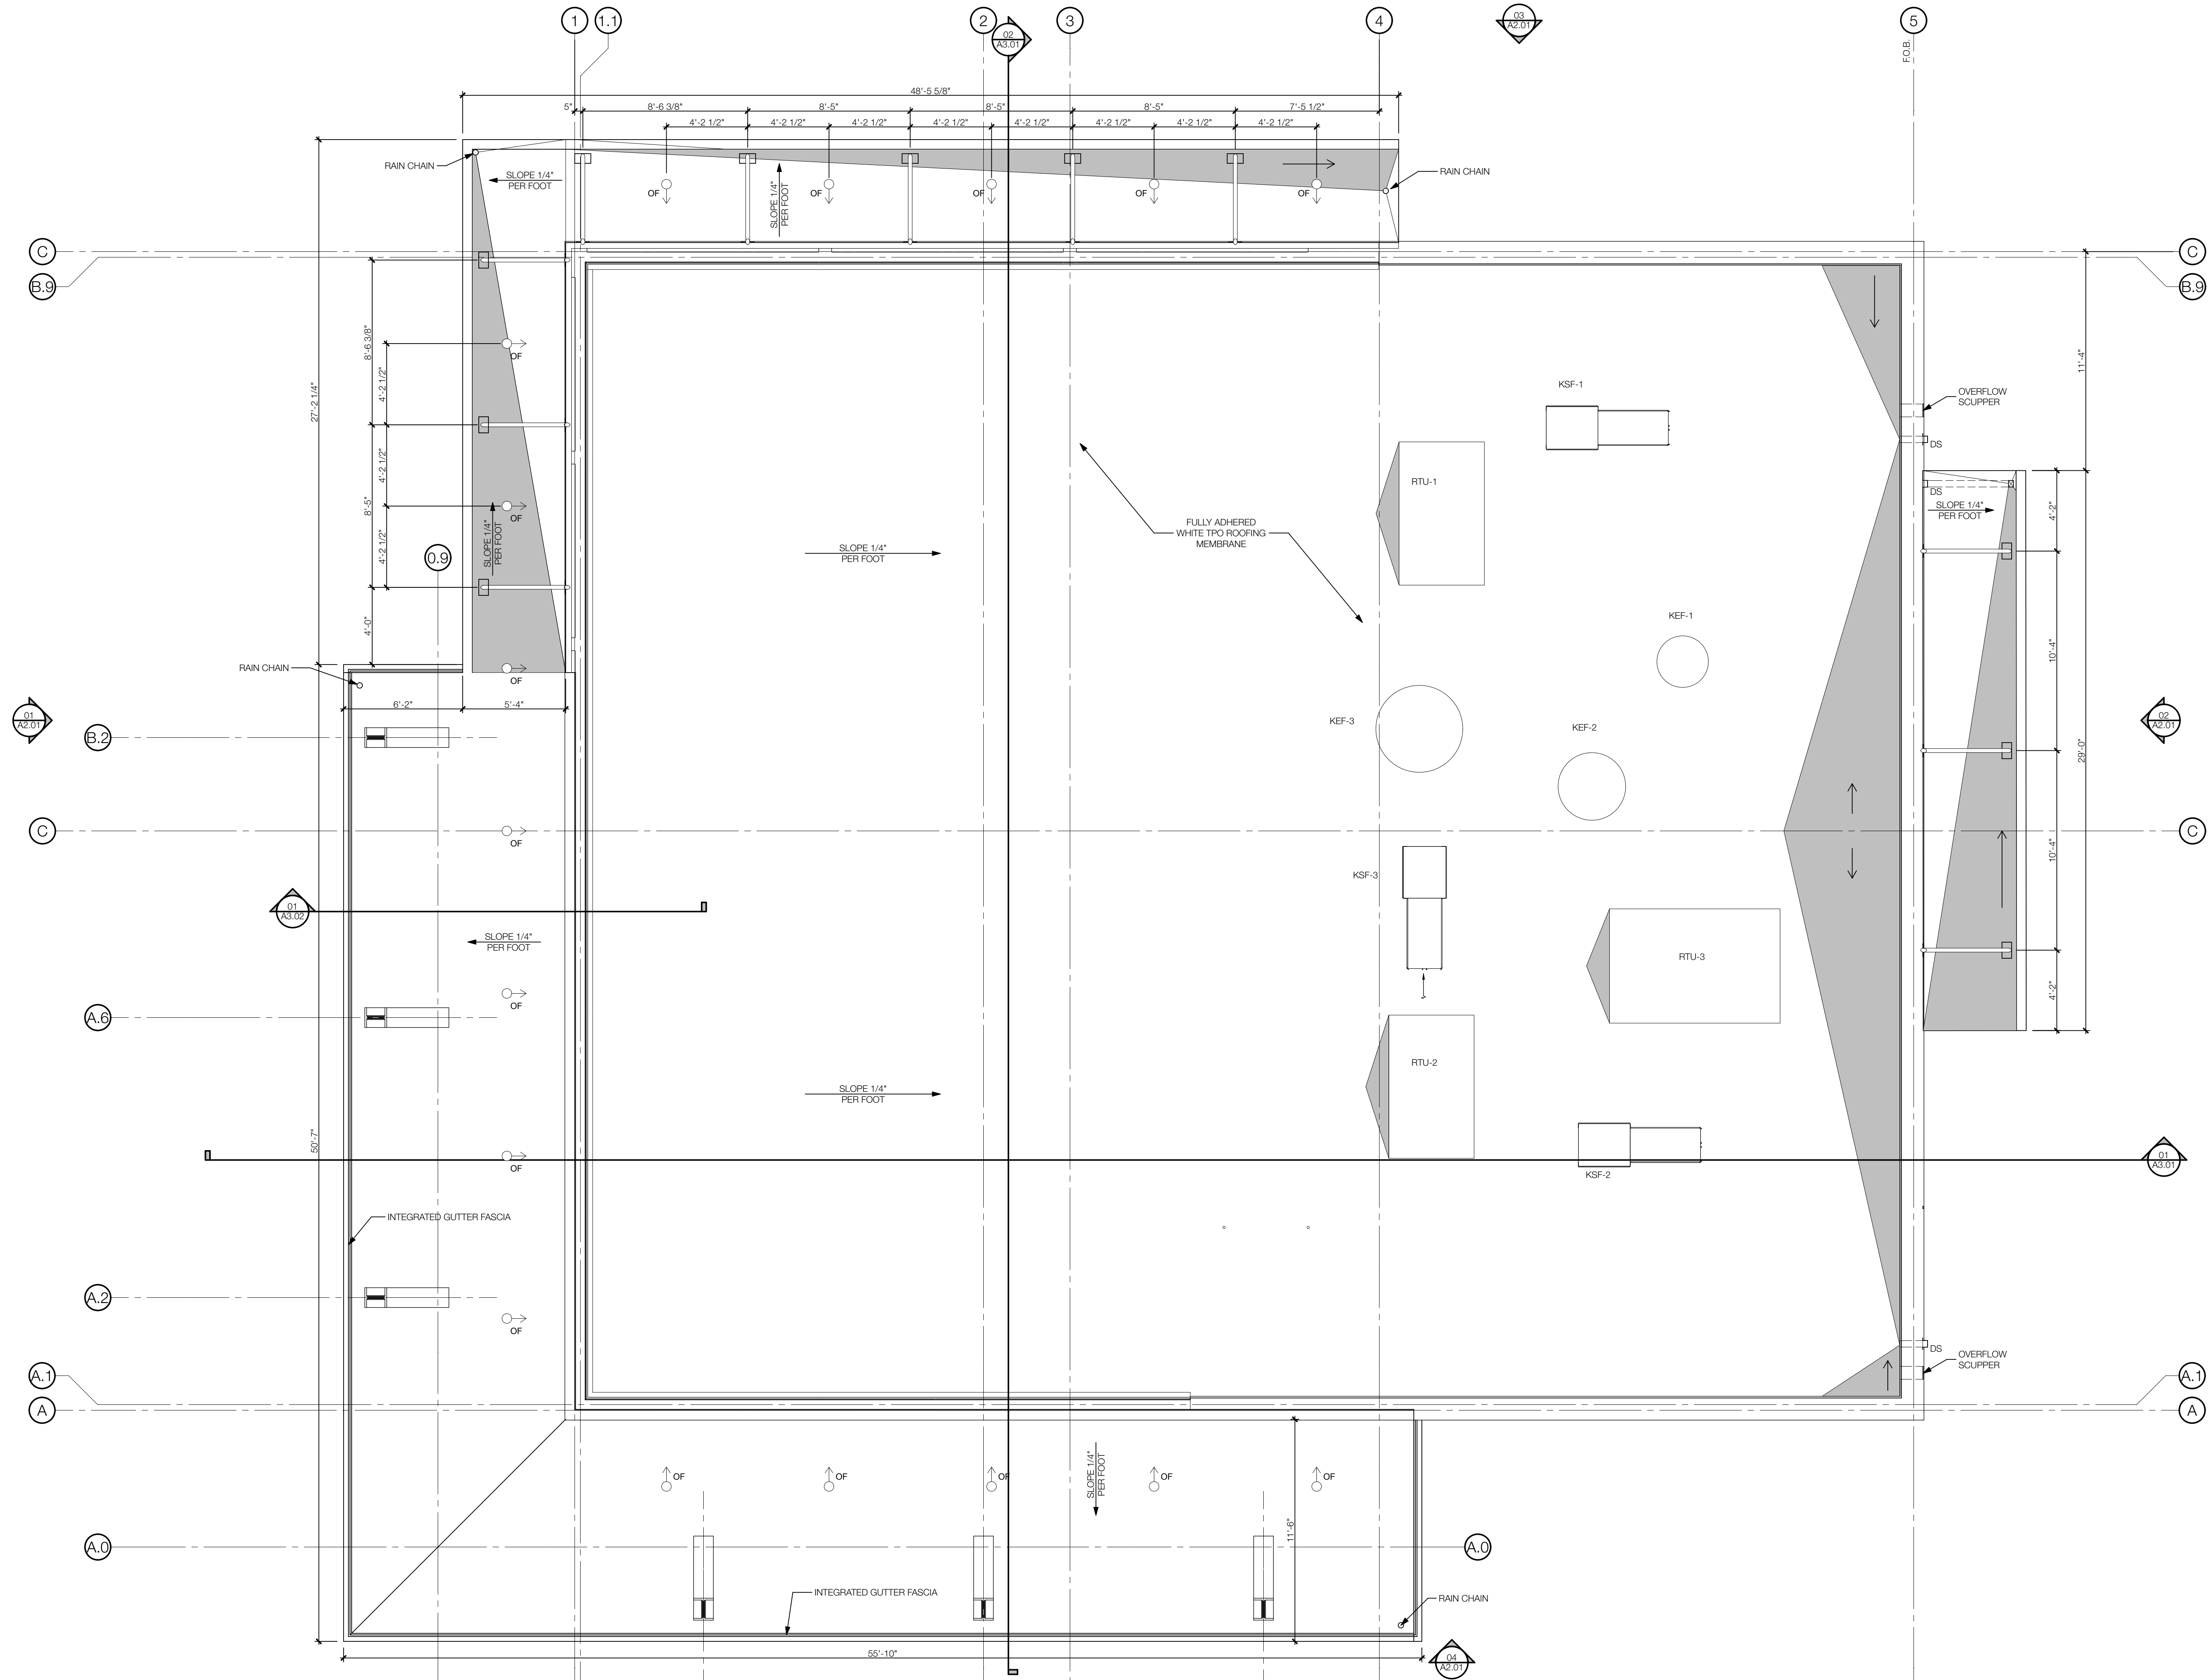 1
1.1
2
3
4
5
02
A3.01
03
A2.01
F.O.B.
48'-5 5/8"
5"
8'-6 3/8"
8'-5"
8'-5"
8'-5"
7'-5 1/2"
4'-2 1/2"
4'-2 1/2"
4'-2 1/2"
4'-2 1/2"
4'-2 1/2"
4'-2 1/2"
4'-2 1/2"
4'-2 1/2"
RAIN CHAIN
SLOPE 1/4"
PER FOOT
OF
SLOPE 1/4"
PER FOOT
OF
OF
OF
OF
RAIN CHAIN
C
C
B.9
B.9
27'-2 1/4"
8'-6 3/8"
4'-2 1/2"
OF
8'-5"
4'-2 1/2"
4'-2 1/2"
OF
SLOPE 1/4"
PER FOOT
0.9
4'-0"
RAIN CHAIN
OF
6'-2"
5'-4"
KSF-1
RTU-1
FULLY ADHERED
WHITE TPO ROOFING
MEMBRANE
SLOPE 1/4"
PER FOOT
11'-4"
OVERFLOW
SCUPPER
DS
DS
SLOPE 1/4"
PER FOOT
4'-2"
10'-4"
29'-0"
10'-4"
4'-2"
KEF-1
KEF-3
KEF-2
01
A2.01
02
A2.01
B.2
C
OF
C
KSF-3
01
A3.02
SLOPE 1/4"
PER FOOT
RTU-3
A.6
OF
RTU-2
SLOPE 1/4"
PER FOOT
50'-7"
OF
01
A3.01
KSF-2
INTEGRATED GUTTER FASCIA
A.2
OF
DS
OVERFLOW
SCUPPER
A.1
A.1
A
A
OF
OF
OF
SLOPE 1/4"
PER FOOT
OF
OF
11'-6"
A.0
A.0
INTEGRATED GUTTER FASCIA
RAIN CHAIN
55'-10"
04
A2.01